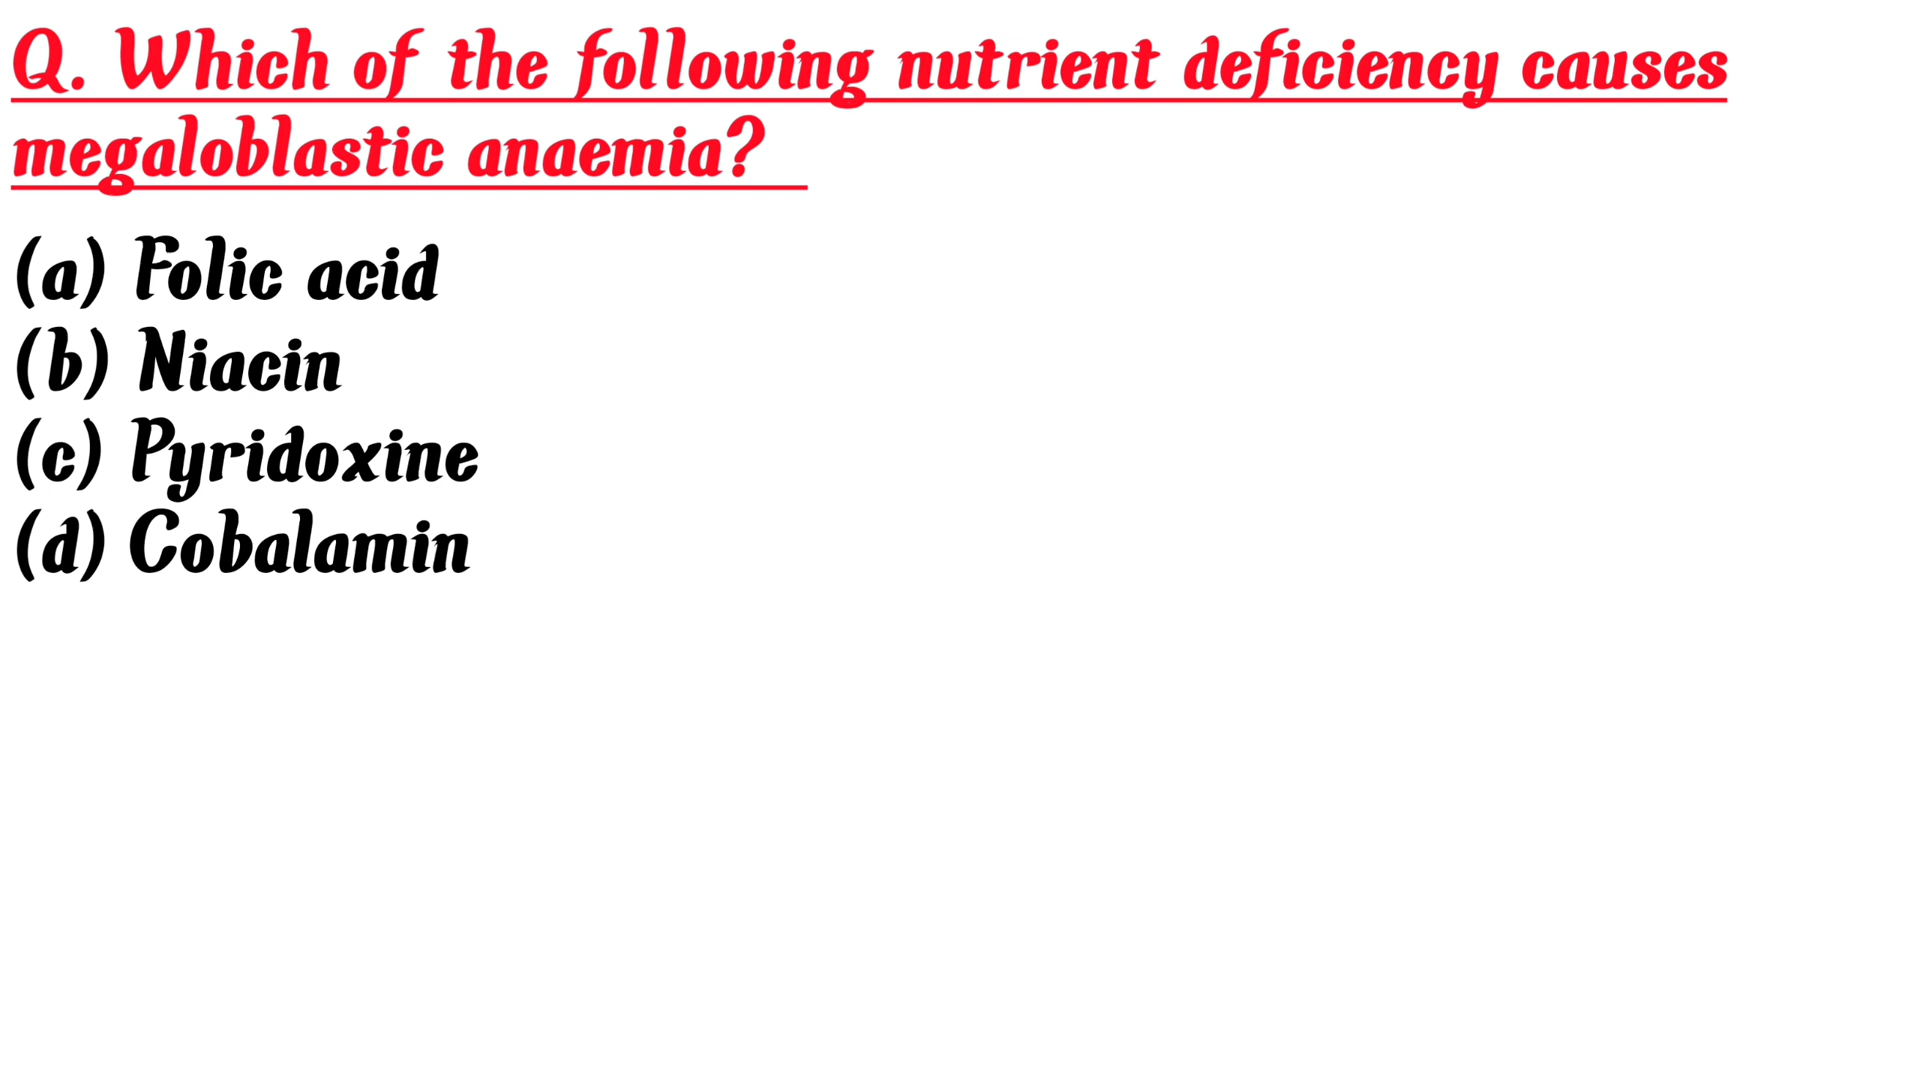 Q. Which of the following nutrient deficiency causes
megaloblastic anaemia?
(a) Folic acid
(b) Niacin
(c) Pyridoxine
(d) Cobalamin